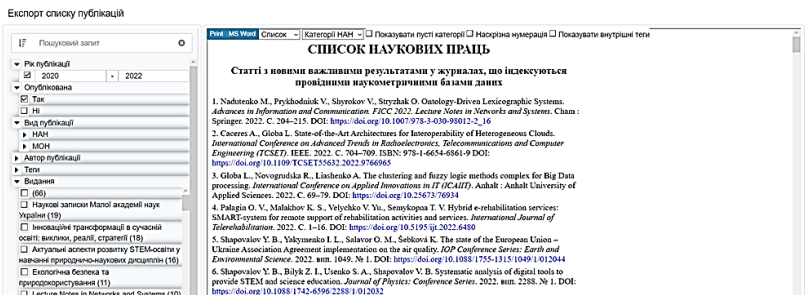 Експорт списку публікацій
Пошуковий запит
Рік публікації
2020 - 2022
Опублікована
Так
Ні
Вид публікації
НАН
МОН
Автор публікації
Теги
Видання
(66)
Наукові записки Малої академії наук
України (19)
Інноваційні трансформації в сучасній
освіті: виклики, реалії, стратегії (18)
Актуальні аспекти розвитку STEM-освіти у
навчанні природничо-наукових дисциплін (16)
Екологічна безпека та
природокористування (11)
Lecture Notes in Networks and Systems (10)
Print MS Word Список Категорії НАН Показувати пусті категорії Наскрізна нумерація Показувати внутрішні теги
СПИСОК НАУКОВИХ ПРАЦЬ
Статті з новими важливими результатами у журналах, що індексуються
провідними наукометричними базами даних
1. Nadutenko M., Prykhodniuk V., Shyrokov V., Stryzhak O. Ontology-Driven Lexicographic Systems.
Advances in Information and Communication. FICC 2022. Lecture Notes in Networks and Systems. Cham :
Springer. 2022. С. 204–215. DOI: https://doi.org/10.1007/978-3-030-98012-2_16
2. Caceres A., Globa L. State-of-the-Art Architectures for Interoperability of Heterogeneous Clouds.
International Conference on Advanced Trends in Radioelectronics, Telecommunications and Computer
Engineering (TCSET). IEEE. 2022. С. 704–709. ISBN: 978-1-6654-6861-9 DOI:
https://doi.org/10.1109/TCSET55632.2022.9766965
3. Globa L., Novogrudska R., Liashenko A. The clustering and fuzzy logic methods complex for Big Data
processing. International Conference on Applied Innovations in IT (ICAIIT). Anhalt : Anhalt University of
Applied Sciences. 2022. С. 69–79. DOI: https://doi.org/10.25673/76934
4. Palagin O. V., Malakhov K. S., Velychko V. Yu., Semykopna T. V. Hybrid e-rehabilitation services:
SMART-system for remote support of rehabilitation activities and services. International Journal of
Telerehabilitation. 2022. С. 1–16. DOI: https://doi.org/10.5195/ijt.2022.6480
5. Shapovalov Y. B., Yakymenko I. L., Salavor O. M., Šebková K. The state of the European Union –
Ukraine Association Agreement implementation on the air quality. IOP Conference Series: Earth and
Environmental Science. 2022. вип. 1049. № 1. DOI: https://doi.org/10.1088/1755-1315/1049/1/012044
6. Shapovalov Y. B., Bilyk Z. I., Usenko S. A., Shapovalov V. B. Systematic analysis of digital tools to
provide STEM and science education. Journal of Physics: Conference Series. 2022. вип. 2288. № 1. DOI:
https://doi.org/10.1088/1742-6596/2288/1/012032